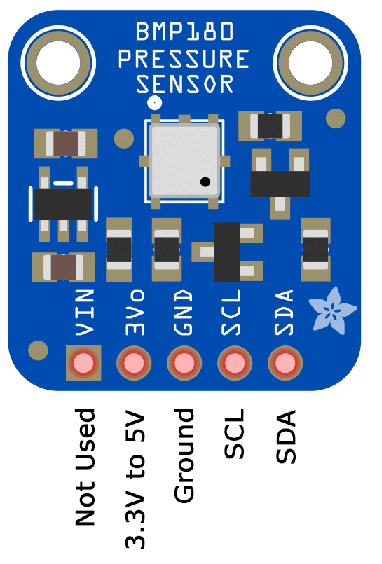 BMP180
PRESSURE
SENSOR
VIN
3Vo
GND
SCL
SDA
Not Used
3.3V to 5V
Ground
SCL
SDA